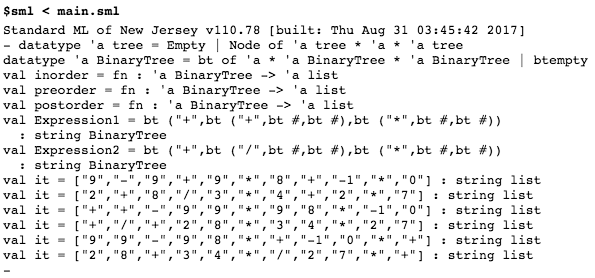 $sml < main.sml
Standard ML of New Jersey v110.78 [built: Thu Aug 31 03:45:42 2017]
- datatype 'a tree = Empty | Node of 'a tree * 'a * 'a tree
datatype 'a BinaryTree = bt of 'a * 'a BinaryTree * 'a BinaryTree | btempty
val inorder = fn : 'a BinaryTree -> 'a list
val preorder = fn : 'a BinaryTree -> 'a list
val postorder = fn : 'a BinaryTree -> 'a list
val Expression1 = bt ("+",bt ("+",bt #,bt #),bt ("*",bt #,bt #))
  : string BinaryTree
val Expression2 = bt ("+",bt ("/",bt #,bt #),bt ("*",bt #,bt #))
  : string BinaryTree
val it = ["9","-","9","+","9","*","8","+","-1","*","0"] : string list
val it = ["2","+","8","/","3","*","4","+","2","*","7"] : string list
val it = ["+","+","-","9","9","*","9","8","*","-1","0"] : string list
val it = ["+","/","+","2","8","*","3","4","*","2","7"] : string list
val it = ["9","9","-","9","8","*","+","-1","0","*","+"] : string list
val it = ["2","8","+","3","4","*","/","2","7","*","+"] : string list
-